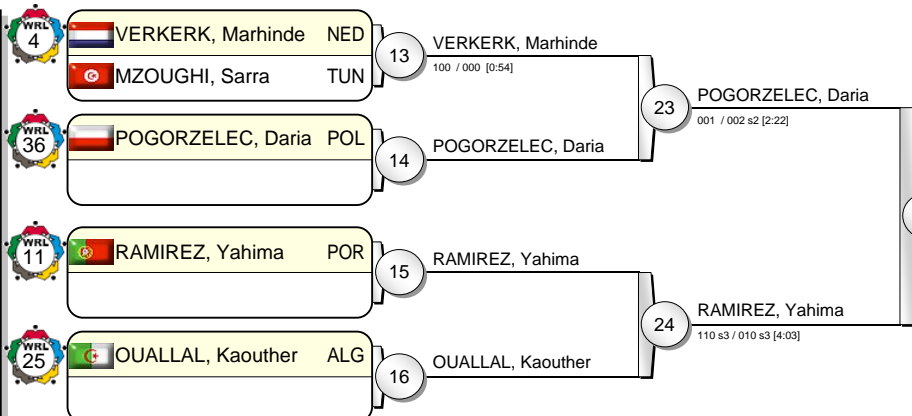 WRL
4
VERKERK, Marhinde NED
MZOUGHI, Sarra TUN
13
VERKERK, Marhinde
100 / 000 [0:54]
WRL
36
POGORZELEC, Daria POL
14
POGORZELEC, Daria
23
POGORZELEC, Daria
001 / 002 s2 [2:22]
WRL
11
RAMIREZ, Yahima POR
15
RAMIREZ, Yahima
WRL
25
OUALLAL, Kaouther ALG
16
OUALLAL, Kaouther
24
RAMIREZ, Yahima
110 s3 / 010 s3 [4:03]